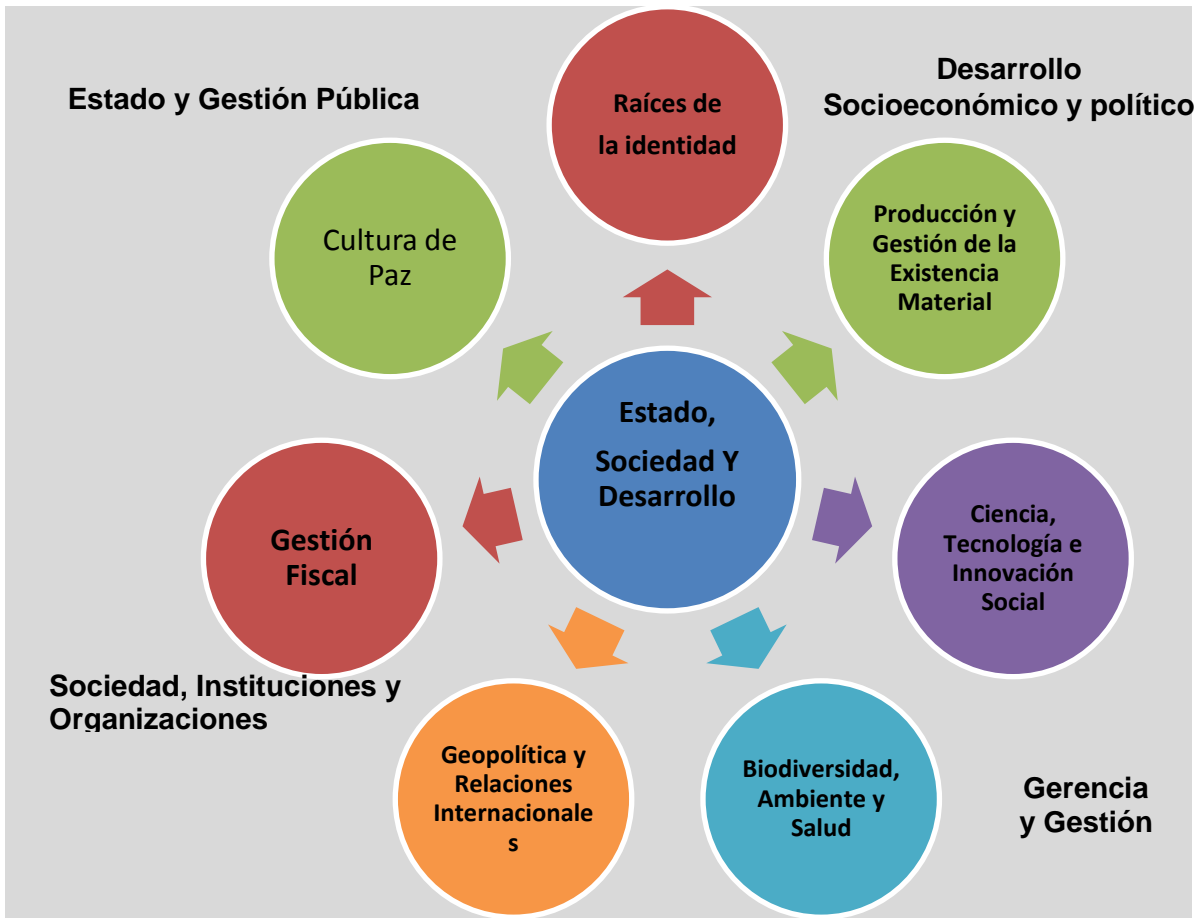 Estado y Gestión Pública
Desarrollo
Socioeconómico y político
Raíces de
la identidad
Cultura de
Paz
Producción y
Gestión de la
Existencia
Material
Estado,
Sociedad Y
Desarrollo
Gestión
Fiscal
Ciencia,
Tecnología e
Innovación
Social
Sociedad, Instituciones y
Organizaciones
Geopolítica y
Relaciones
Internacionale
s
Biodiversidad,
Ambiente y
Salud
Gerencia
y Gestión